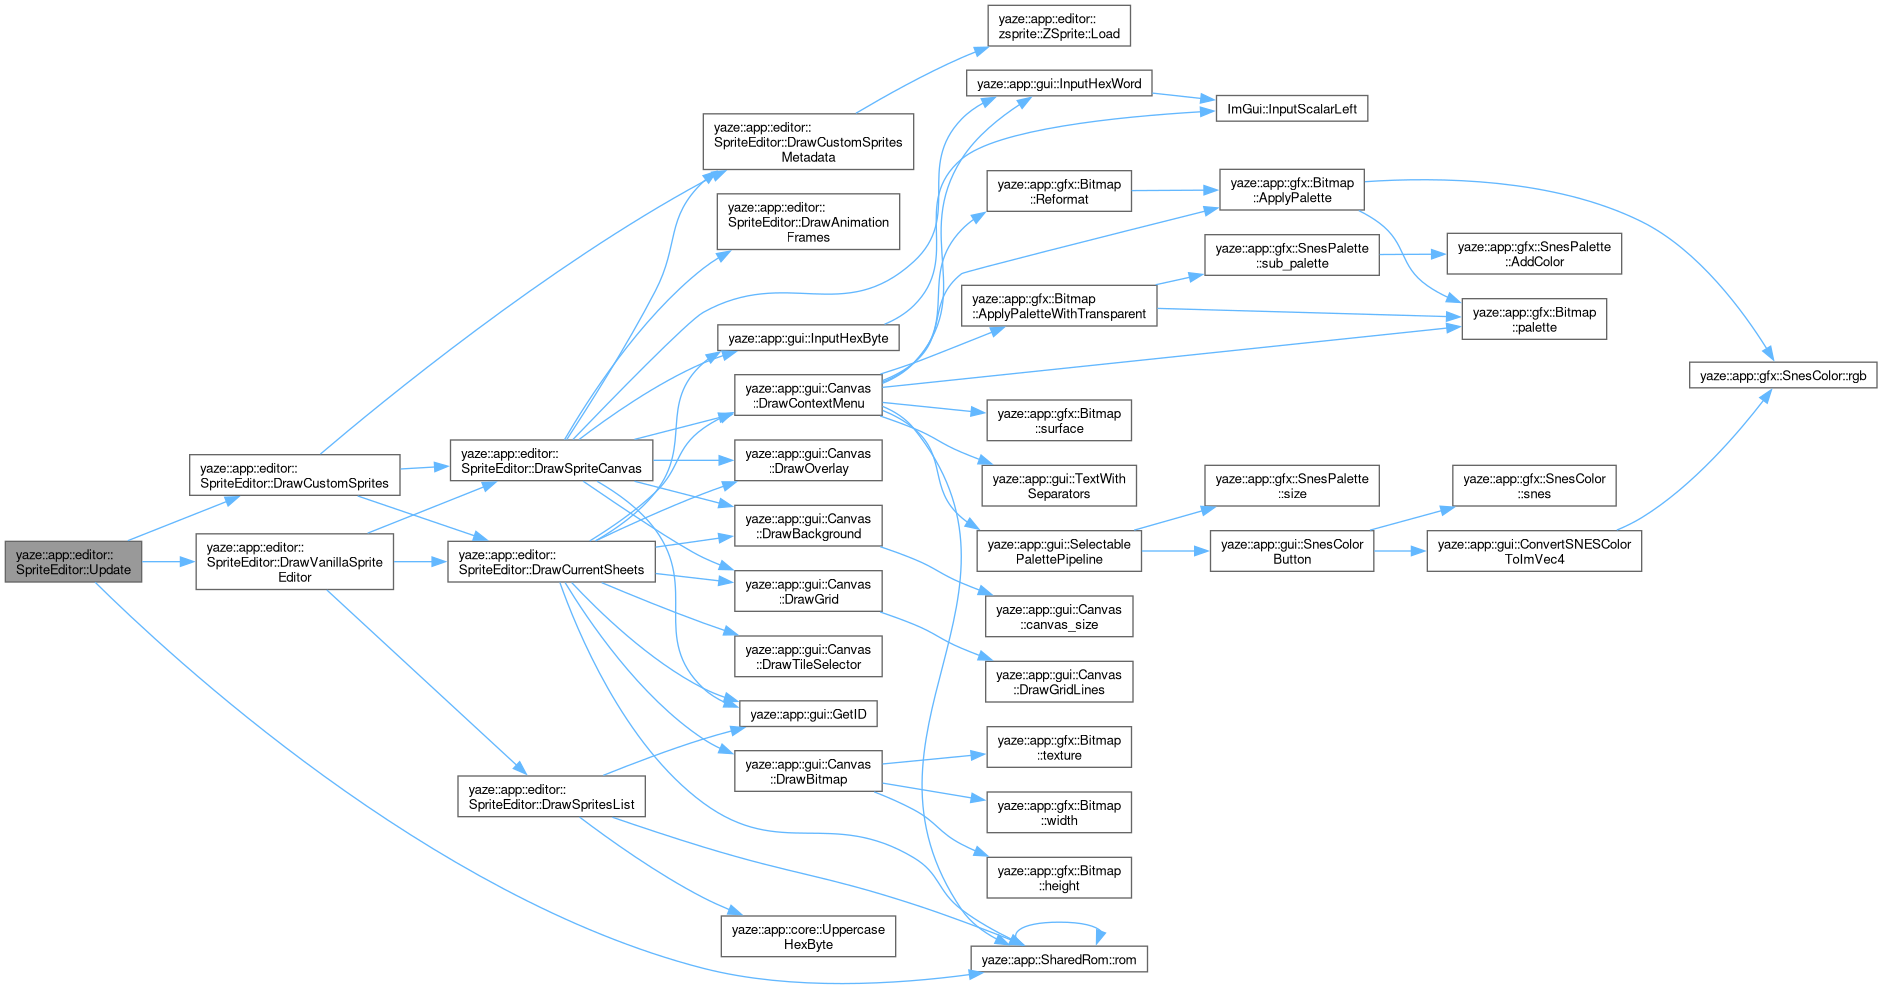 yaze::app::editor::
SpriteEditor::Update
yaze::app::editor::
SpriteEditor::DrawCustomSprites
yaze::app::editor::
SpriteEditor::DrawVanillaSprite
Editor
yaze::app::editor::
SpriteEditor::DrawSpriteCanvas
yaze::app::editor::
SpriteEditor::DrawCurrentSheets
yaze::app::editor::
SpriteEditor::DrawSpritesList
yaze::app::editor::
SpriteEditor::DrawCustomSprites
Metadata
yaze::app::editor::
SpriteEditor::DrawAnimation
Frames
yaze::app::gui::InputHexByte
yaze::app::gui::Canvas
::DrawContextMenu
yaze::app::gui::Canvas
::DrawOverlay
yaze::app::gui::Canvas
::DrawBackground
yaze::app::gui::Canvas
::DrawGrid
yaze::app::gui::Canvas
::DrawTileSelector
yaze::app::gui::GetID
yaze::app::gui::Canvas
::DrawBitmap
yaze::app::core::Uppercase
HexByte
yaze::app::editor::
zsprite::ZSprite::Load
yaze::app::gui::InputHexWord
yaze::app::gfx::Bitmap
::Reformat
yaze::app::gfx::Bitmap
::ApplyPaletteWithTransparent
yaze::app::gfx::Bitmap
::surface
yaze::app::gui::TextWith
Separators
yaze::app::gui::Selectable
PalettePipeline
yaze::app::gui::Canvas
::canvas_size
yaze::app::gui::Canvas
::DrawGridLines
yaze::app::gfx::Bitmap
::texture
yaze::app::gfx::Bitmap
::width
yaze::app::gfx::Bitmap
::height
yaze::app::SharedRom::rom
ImGui::InputScalarLeft
yaze::app::gfx::Bitmap
::ApplyPalette
yaze::app::gfx::SnesPalette
::sub_palette
yaze::app::gfx::SnesPalette
::size
yaze::app::gui::SnesColor
Button
yaze::app::gfx::SnesPalette
::AddColor
yaze::app::gfx::Bitmap
::palette
yaze::app::gfx::SnesColor
::snes
yaze::app::gui::ConvertSNESColor
ToImVec4
yaze::app::gfx::SnesColor::rgb